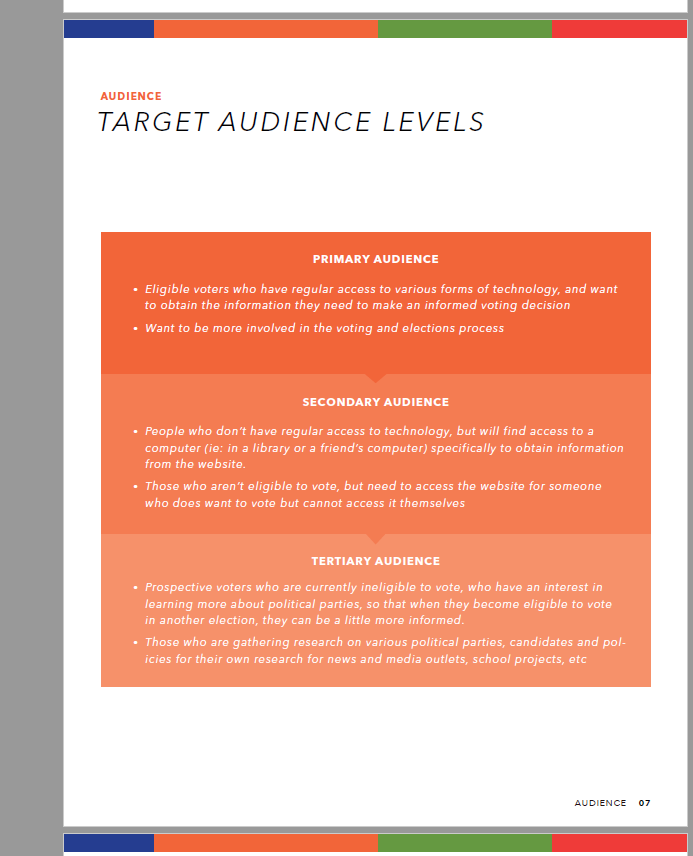 AUDIENCE
TARGET AUDIENCE LEVELS
PRIMARY AUDIENCE
• Eligible voters who have regular access to various forms of technology, and want
to obtain the information they need to make an informed voting decision
• Want to be more involved in the voting and elections process
SECONDARY AUDIENCE
• People who don’t have regular access to technology, but will find access to a
computer (ie: in a library or a friend’s computer) specifically to obtain information
from the website.
• Those who aren’t eligible to vote, but need to access the website for someone
who does want to vote but cannot access it themselves
TERTIARY AUDIENCE
• Prospective voters who are currently ineligible to vote, who have an interest in
learning more about political parties, so that when they become eligible to vote
in another election, they can be a little more informed.
• Those who are gathering research on various political parties, candidates and pol-
icies for their own research for news and media outlets, school projects, etc
AUDIENCE 07